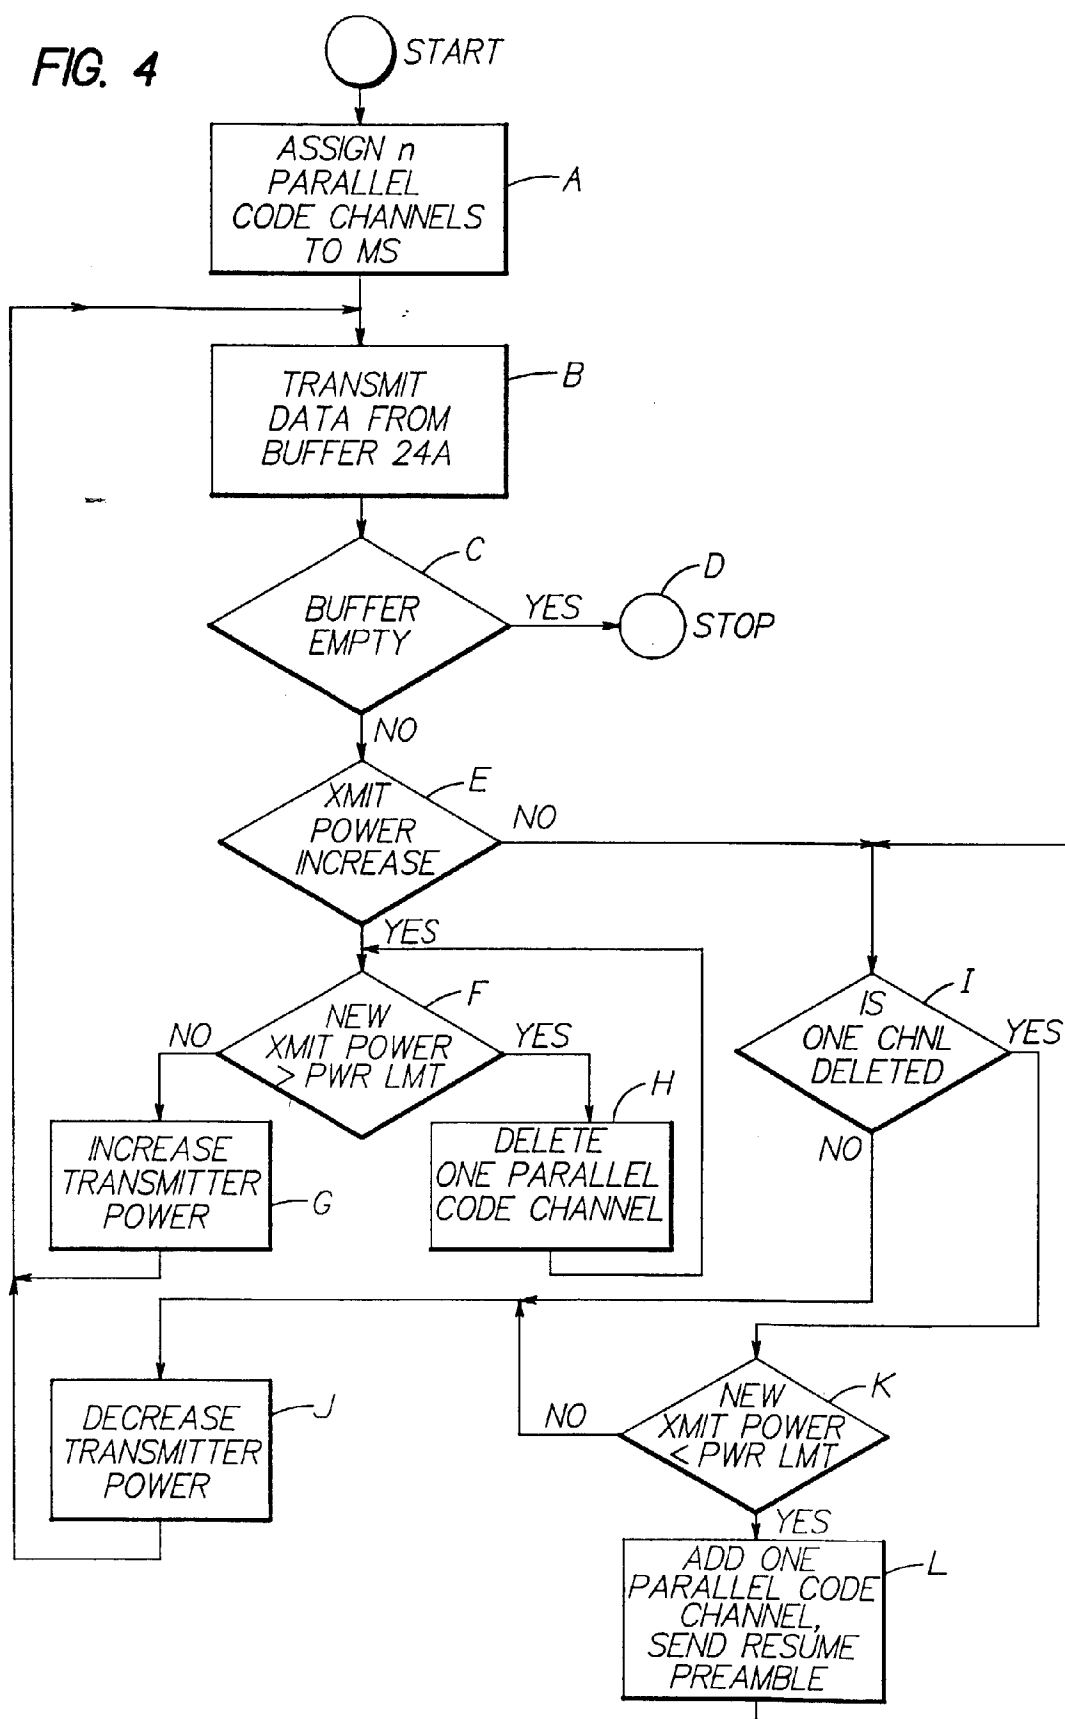 FIG. 4
START
ASSIGN n
PARALLEL
CODE CHANNELS
TO MS
A
TRANSMIT
DATA FROM
BUFFER 24A
B
C
BUFFER
EMPTY
YES
D
STOP
NO
E
XMIT
POWER
INCREASE
NO
YES
F
NEW
XMIT POWER
> PWR LMT
NO
YES
I
IS
ONE CHNL
DELETED
YES
NO
H
DELETE
ONE PARALLEL
CODE CHANNEL
INCREASE
TRANSMITTER
POWER
G
DECREASE
TRANSMITTER
POWER
J
K
NEW
XMIT POWER
< PWR LMT
NO
YES
ADD ONE
PARALLEL CODE
CHANNEL,
SEND RESUME
PREAMBLE
L